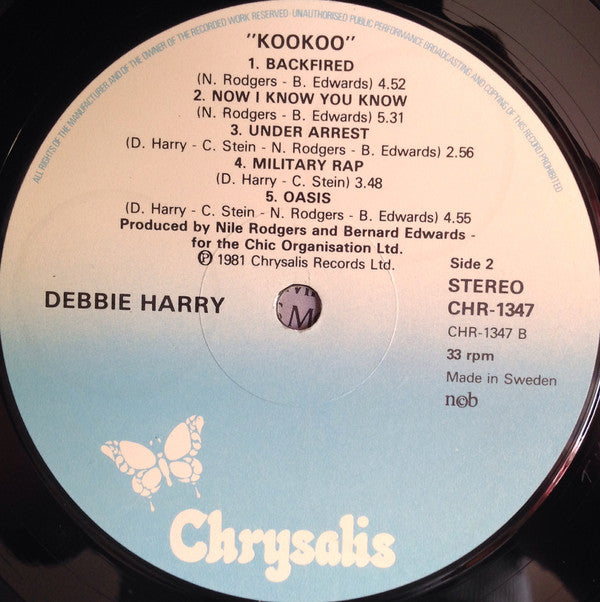 ALL RIGHTS OF THE MANUFACTURER AND OF THE OWNER OF THE RECORDED WORK RESERVED - UNAUTHORISED PUBLIC PERFORMANCE BROADCASTING AND COPYING OF THIS RECORD PROHIBITED
"KOOKOO"
1. BACKFIRED
(N. Rodgers - B. Edwards) 4.52
2. NOW I KNOW YOU KNOW
(N. Rodgers - B. Edwards) 5.31
3. UNDER ARREST
(D. Harry - C. Stein - N. Rodgers - B. Edwards) 2.56
4. MILITARY RAP
(D. Harry - C. Stein) 3.48
5. OASIS
(D. Harry - C. Stein - N. Rodgers - B. Edwards) 4.55
Produced by Nile Rodgers and Bernard Edwards -
for the Chic Organisation Ltd.
℗ 1981 Chrysalis Records Ltd.
Side 2
STEREO
DEBBIE HARRY
CHR-1347
CHR-1347 B
33 rpm
Made in Sweden
n©b
Chrysalis